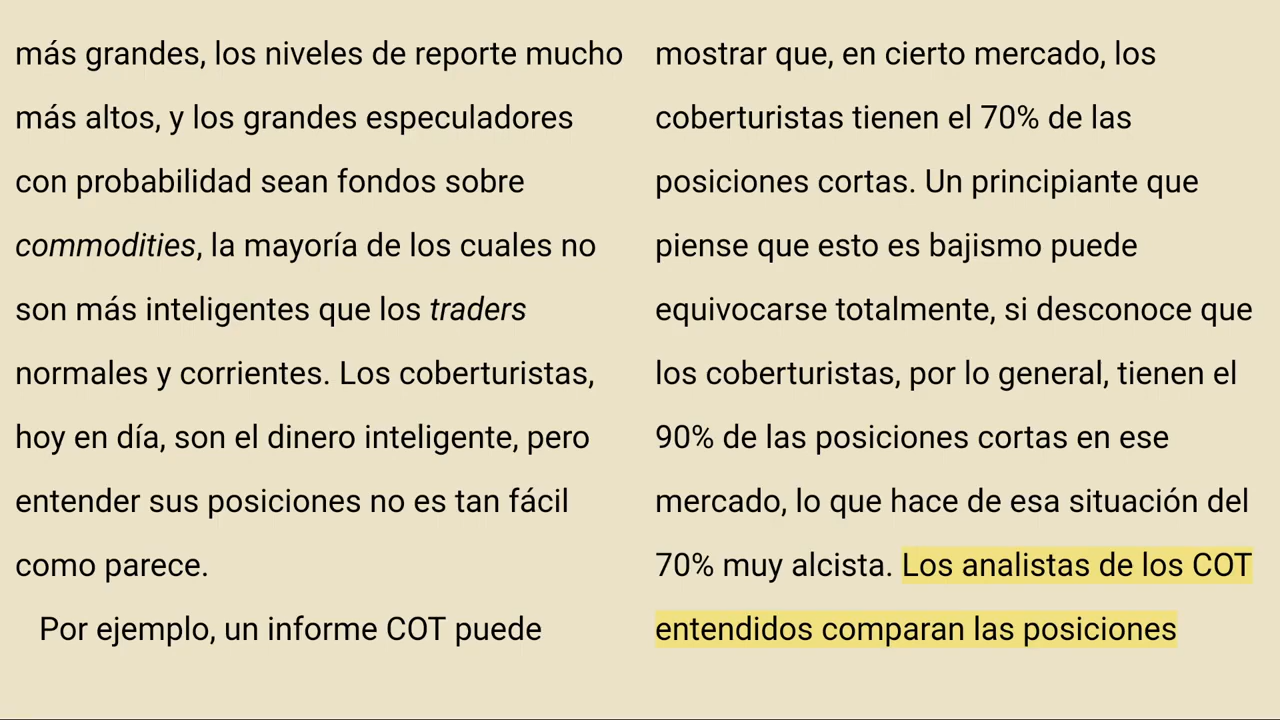 más grandes, los niveles de reporte mucho
más altos, y los grandes especuladores
con probabilidad sean fondos sobre
commodities, la mayoría de los cuales no
son más inteligentes que los traders
normales y corrientes. Los coberturistas,
hoy en día, son el dinero inteligente, pero
entender sus posiciones no es tan fácil
como parece.
Por ejemplo, un informe COT puede
mostrar que, en cierto mercado, los
coberturistas tienen el 70% de las
posiciones cortas. Un principiante que
piense que esto es bajismo puede
equivocarse totalmente, si desconoce que
los coberturistas, por lo general, tienen el
90% de las posiciones cortas en ese
mercado, lo que hace de esa situación del
70% muy alcista. Los analistas de los COT
entendidos comparan las posiciones